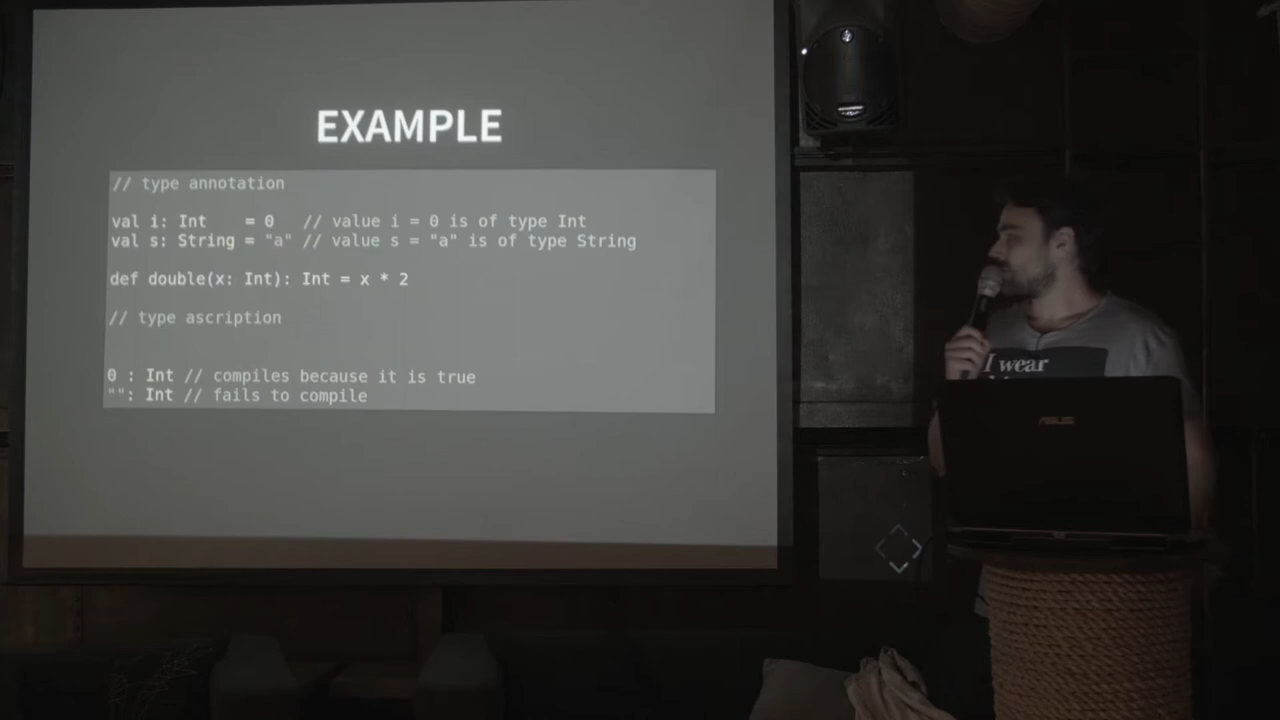 EXAMPLE
// type annotation
val i: Int    = 0   // value i = 0 is of type Int
val s: String = "a" // value s = "a" is of type String
def double(x: Int): Int = x * 2
// type ascription
0 : Int // compiles because it is true
"": Int // fails to compile
I wear
ASUS